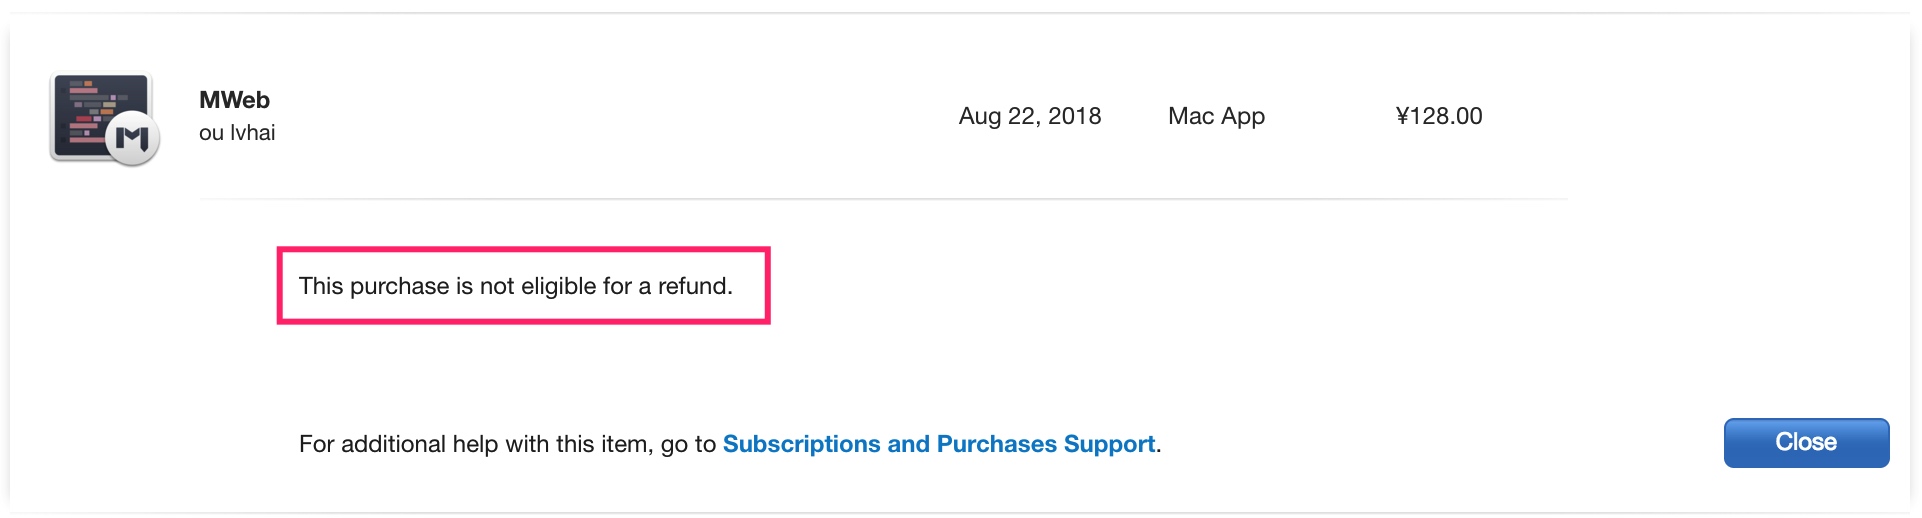 MWeb
ou lvhai
Aug 22, 2018 Mac App ¥128.00
This purchase is not eligible for a refund.
For additional help with this item, go to Subscriptions and Purchases Support.
Close